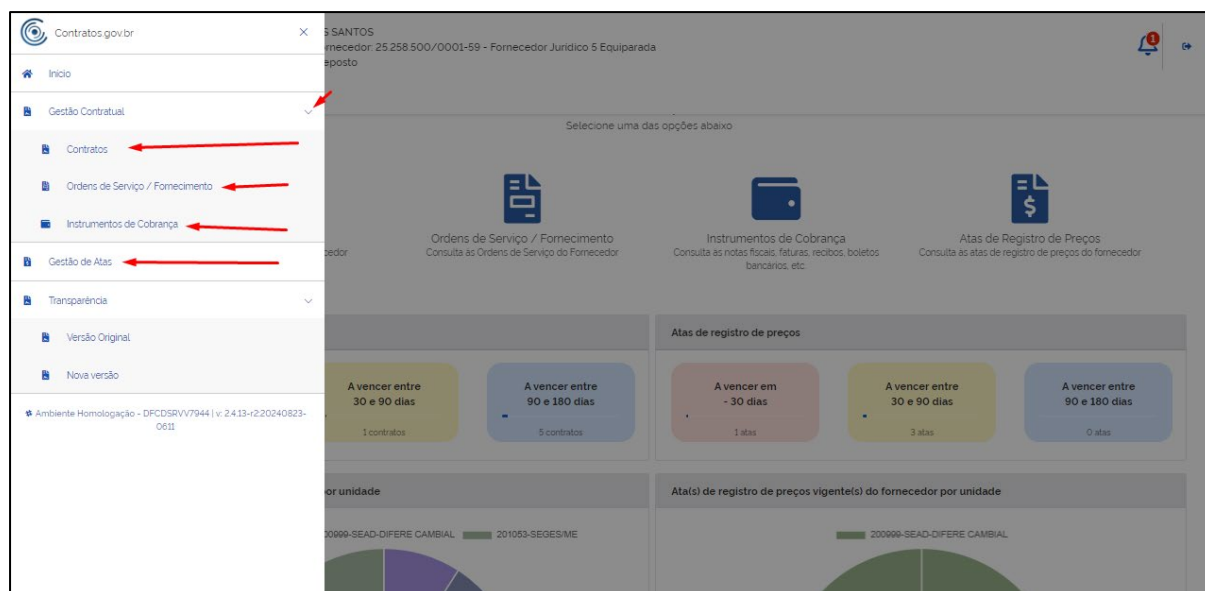 Contratos.gov.br
Início
Gestão Contratual
Contratos
Ordens de Serviço / Fornecimento
Instrumentos de Cobrança
Gestão de Atas
Transparência
Versão Original
Nova versão
Ambiente Homologação - DFCDSRVV7944 | v: 2.4.13-r2.20240823-
0611
S SANTOS
rnecedor: 25.258.500/0001-59 - Fornecedor Jurídico 5 Equiparada
eposto
1
Selecione uma das opções abaixo
cedor
Ordens de Serviço / Fornecimento
Consulta às Ordens de Serviço do Fornecedor
Instrumentos de Cobrança
Consulta às notas fiscais, faturas, recibos, boletos
bancários, etc.
Atas de Registro de Preços
Consulta às atas de registro de preços do fornecedor
A vencer entre
30 e 90 dias
1 contratos
A vencer entre
90 e 180 dias
5 contratos
Atas de registro de preços
A vencer em
- 30 dias
1 atas
A vencer entre
30 e 90 dias
3 atas
A vencer entre
90 e 180 dias
0 atas
or unidade
00999-SEAD-DIFERE CAMBIAL
201053-SEGES/ME
Ata(s) de registro de preços vigente(s) do fornecedor por unidade
200999-SEAD-DIFERE CAMBIAL